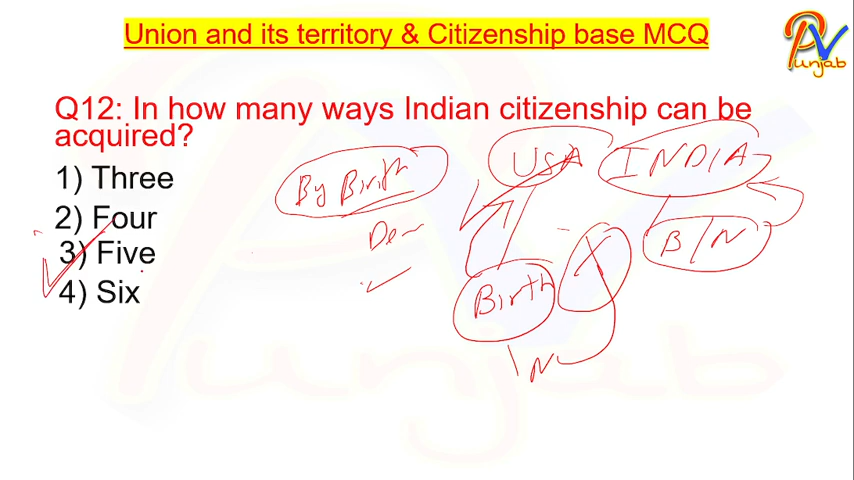 Union and its territory & Citizenship base MCQ
PV
unjab
Q12: In how many ways Indian citizenship can be
acquired?
1) Three
2) Four
3) Five
4) Six
By Birth
USA
INDIA
B/N
Birth
N